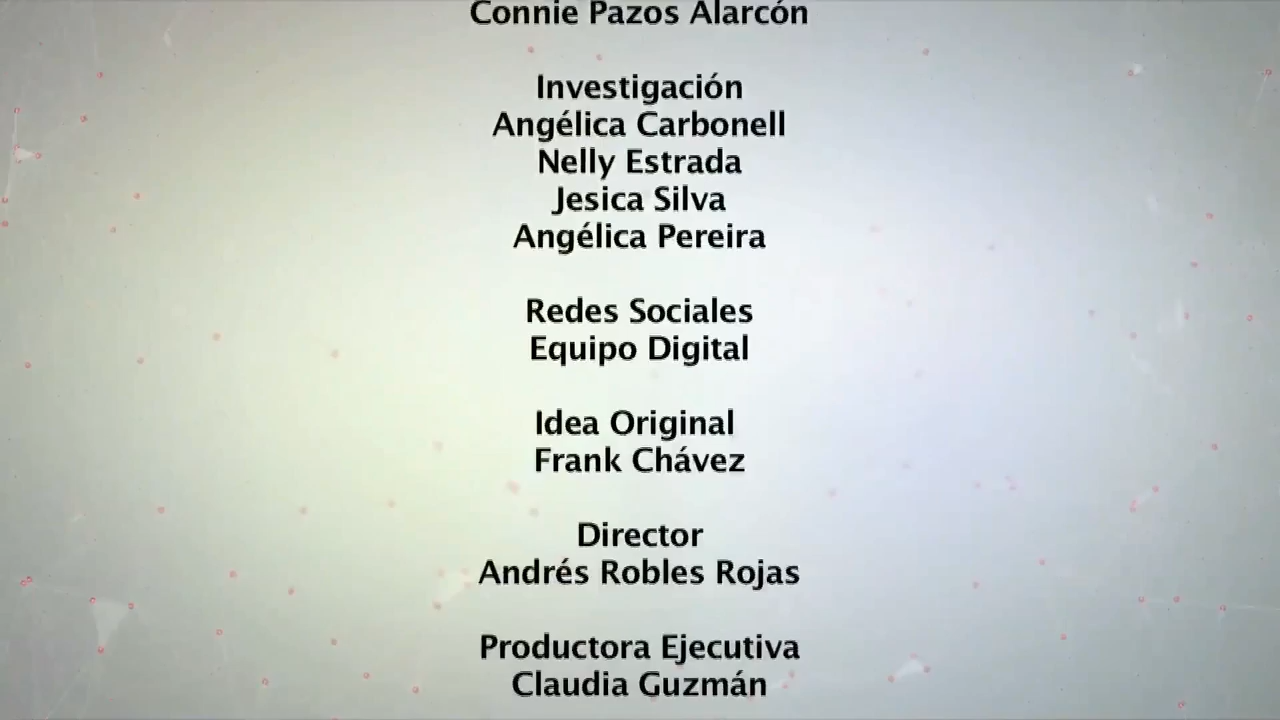 Connie Pazos Alarcón
Investigación
Angélica Carbonell
Nelly Estrada
Jesica Silva
Angélica Pereira
Redes Sociales
Equipo Digital
Idea Original
Frank Chávez
Director
Andrés Robles Rojas
Productora Ejecutiva
Claudia Guzmán